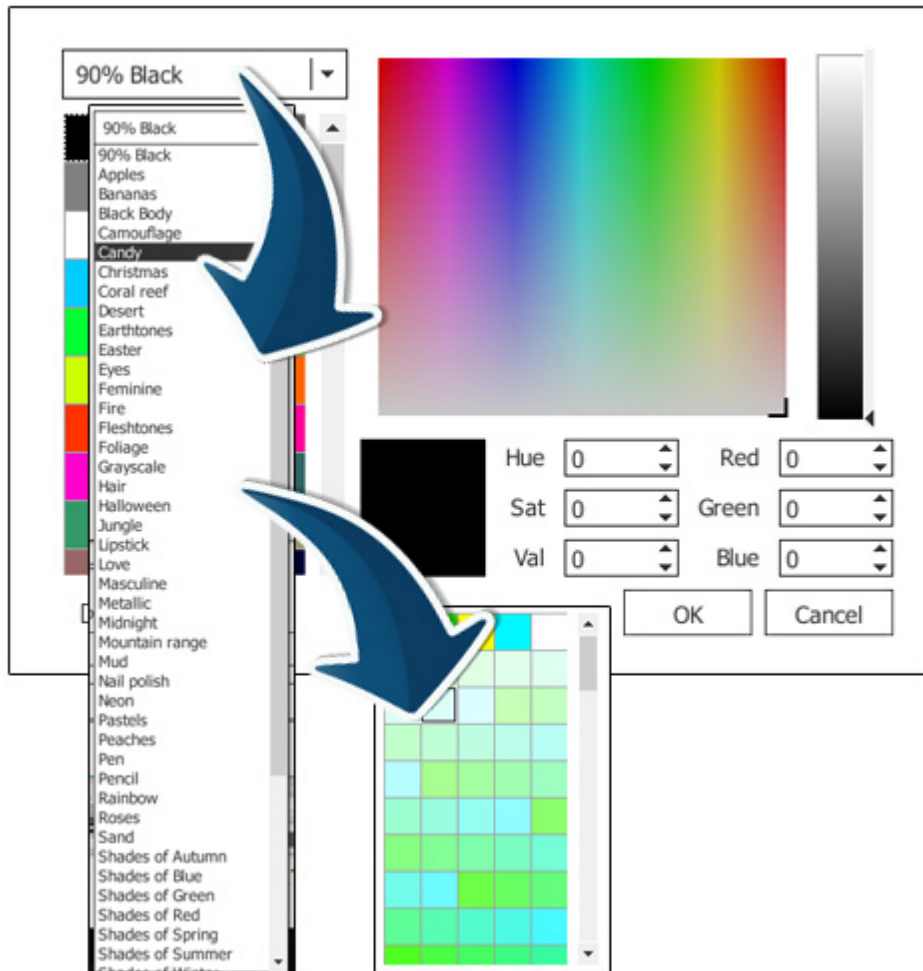 90% Black
90% Black
90% Black
Apples
Bananas
Black Body
Camouflage
Candy
Christmas
Coral reef
Desert
Earthtones
Easter
Eyes
Feminine
Fire
Fleshtones
Foliage
Grayscale
Hair
Halloween
Jungle
Lipstick
Love
Masculine
Metallic
Midnight
Mountain range
Mud
Nail polish
Neon
Pastels
Peaches
Pen
Pencil
Rainbow
Roses
Sand
Shades of Autumn
Shades of Blue
Shades of Green
Shades of Red
Shades of Spring
Shades of Summer
Shades of Winter
Hue 0 Red 0
Sat 0 Green 0
Val 0 Blue 0
OK Cancel